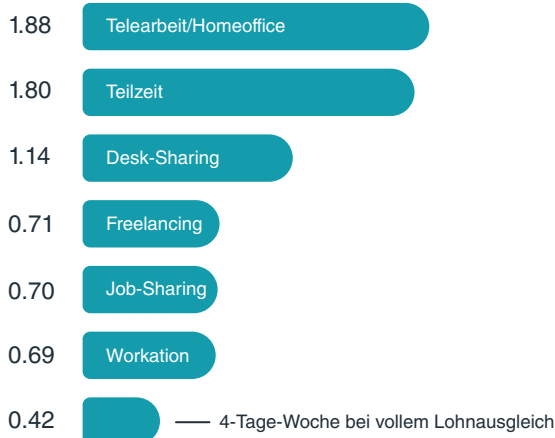 1.88 Telearbeit/Homeoffice
1.80 Teilzeit
1.14 Desk-Sharing
0.71 Freelancing
0.70 Job-Sharing
0.69 Workation
0.42 4-Tage-Woche bei vollem Lohnausgleich